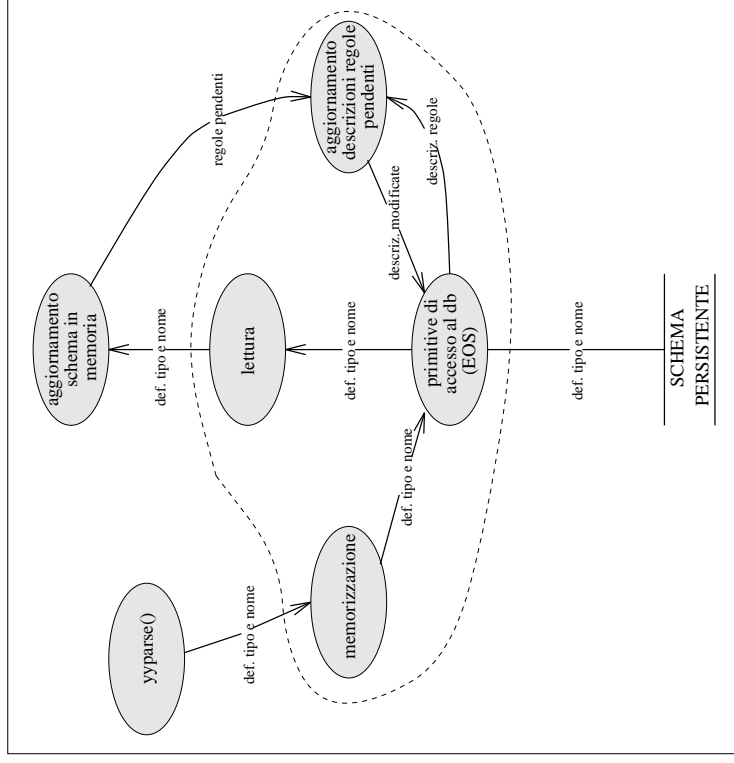 yyparse()
def. tipo e nome
memorizzazione
def. tipo e nome
aggiornamento
schema in
memoria
def. tipo e nome
lettura
def. tipo e nome
primitive di
accesso al db
(EOS)
def. tipo e nome
SCHEMA
PERSISTENTE
regole pendenti
aggiornamento
descrizioni regole
pendenti
descriz. modificate
descriz. regole